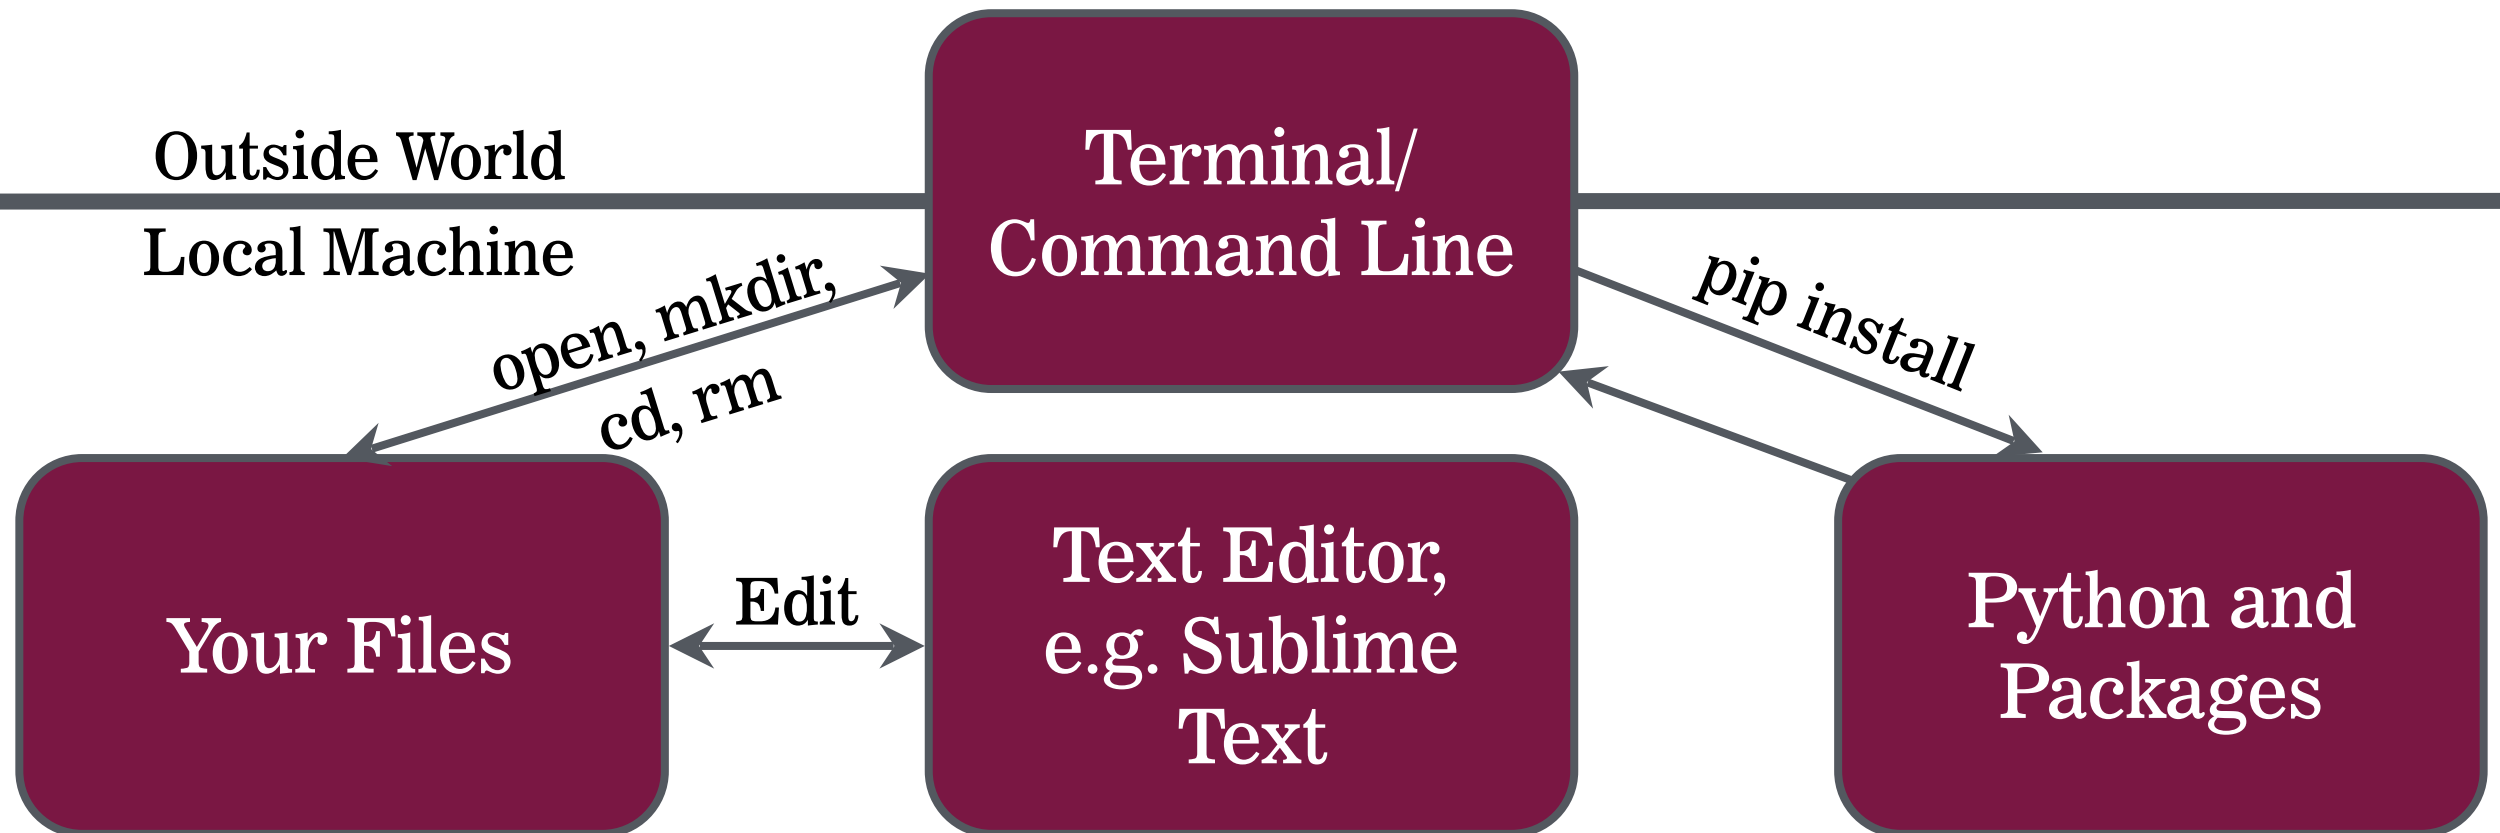 Outside World
Local Machine
Terminal/
Command Line
open, mkdir,
cd, rm
pip install
Your Files
Edit
Text Editor,
e.g. Sublime
Text
Python and
Packages